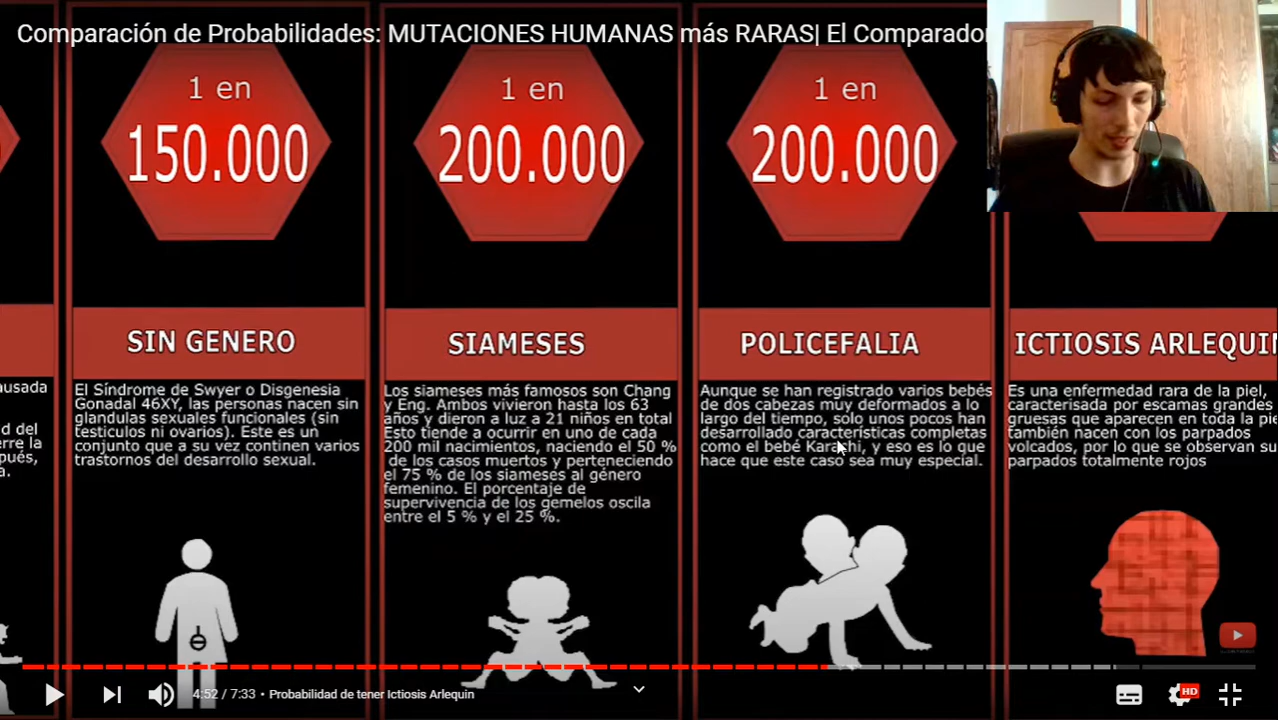 Comparación de Probabilidades: MUTACIONES HUMANAS más RARAS| El Comparador
1 en
150.000
SIN GENERO
El Síndrome de Swyer o Disgenesia
Gonadal 46XY, las personas nacen sin
glandulas sexuales funcionales (sin
testiculos ni ovarios). Este es un
conjunto que a su vez continen varios
trastornos del desarrollo sexual.
1 en
200.000
SIAMESES
Los siameses más famosos son Chang
y Eng. Ambos vivieron hasta los 63
años y dieron a luz a 21 niños en total
Esto tiende a ocurrir en uno de cada
200 mil nacimientos, naciendo el 50 %
de los casos muertos y perteneciendo
el 75 % de los siameses al género
femenino. El porcentaje de
supervivencia de los gemelos oscila
entre el 5 % y el 25 %.
1 en
200.000
POLICEFALIA
Aunque se han registrado varios bebés
de dos cabezas muy deformados a lo
largo del tiempo, solo unos pocos han
desarrollado características completas
como el bebé Karachi, y eso es lo que
hace que este caso sea muy especial.
ICTIOSIS ARLEQUIN
Es una enfermedad rara de la piel,
caracterisada por escamas grandes
gruesas que aparecen en toda la pie
también nacen con los parpados
volcados, por lo que se observan su
parpados totalmente rojos
4:52 / 7:33 • Probabilidad de tener Ictiosis Arlequin
HD